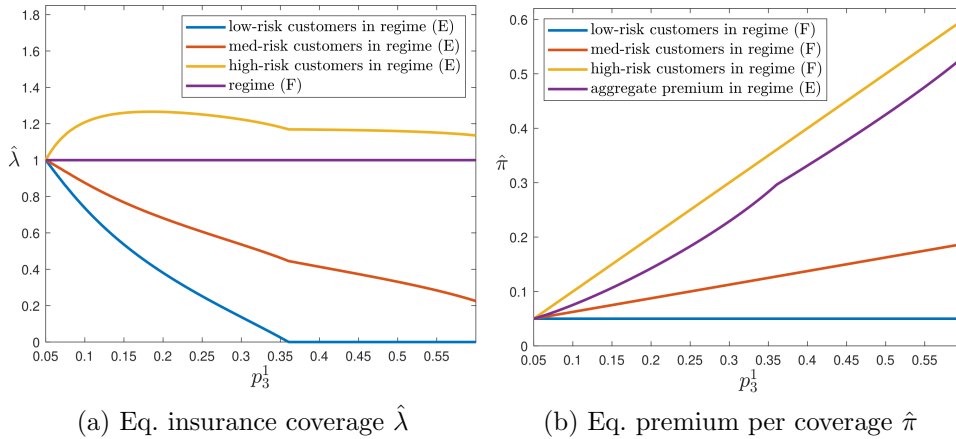 1.8
1.6
1.4
1.2
1
0.8
0.6
0.4
0.2
0
λ̂
low-risk customers in regime (E)
med-risk customers in regime (E)
high-risk customers in regime (E)
regime (F)
0.05 0.1 0.15 0.2 0.25 0.3 0.35 0.4 0.45 0.5 0.55
p₃¹
(a) Eq. insurance coverage λ̂
0.6
0.5
0.4
0.3
0.2
0.1
0
π̂
low-risk customers in regime (F)
med-risk customers in regime (F)
high-risk customers in regime (F)
aggregate premium in regime (E)
0.05 0.1 0.15 0.2 0.25 0.3 0.35 0.4 0.45 0.5 0.55
p₃¹
(b) Eq. premium per coverage π̂